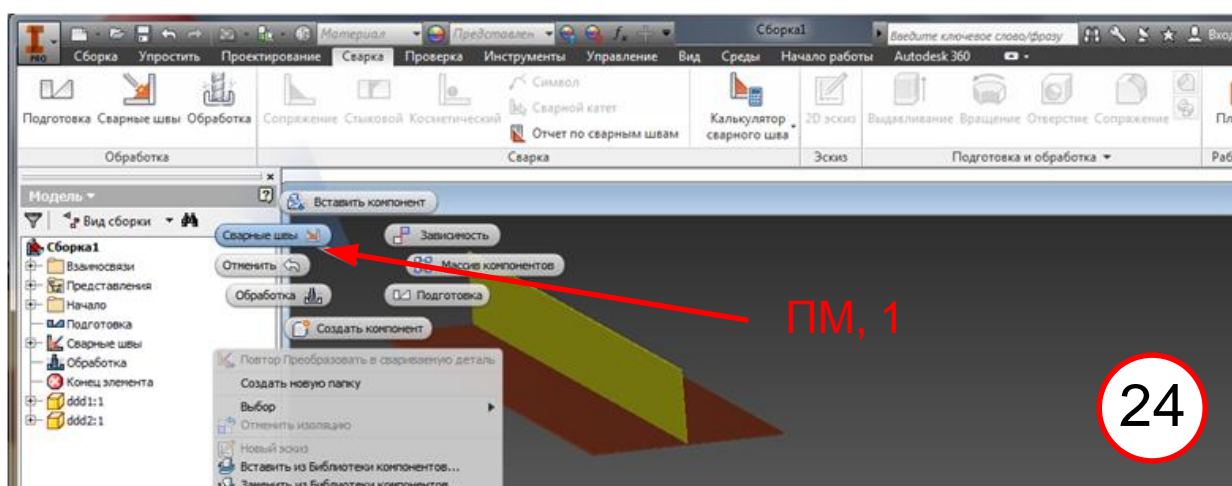 Материал
Представлен
Сборка1
Введите ключевое слово/фразу
PRO
Сборка Упростить Проектирование Сварка Проверка Инструменты Управление Вид Среды Начало работы Autodesk 360
Символ
Сварной катет
Подготовка Сварные швы Обработка Сопряжение Стыковой Косметический
Отчет по сварным швам
Калькулятор
сварного шва
2D эскиз Выдавливание Вращение Отверстие Сопряжение
Обработка Сварка Эскиз Подготовка и обработка
Модель
Вид сборки
Сборка1
Взаимосвязи
Представления
Начало
Подготовка
Сварные швы
Обработка
Конец элемента
ddd1:1
ddd2:1
Вставить компонент
Сварные швы
Зависимость
Отменить
Массив компонентов
Обработка
Подготовка
Создать компонент
Повтор Преобразовать в свариваемую деталь
Создать новую папку
Выбор
Отменить изоляцию
Новый эскиз
Вставить из Библиотеки компонентов...
Заменить из Библиотеки компонентов
ПМ, 1
24